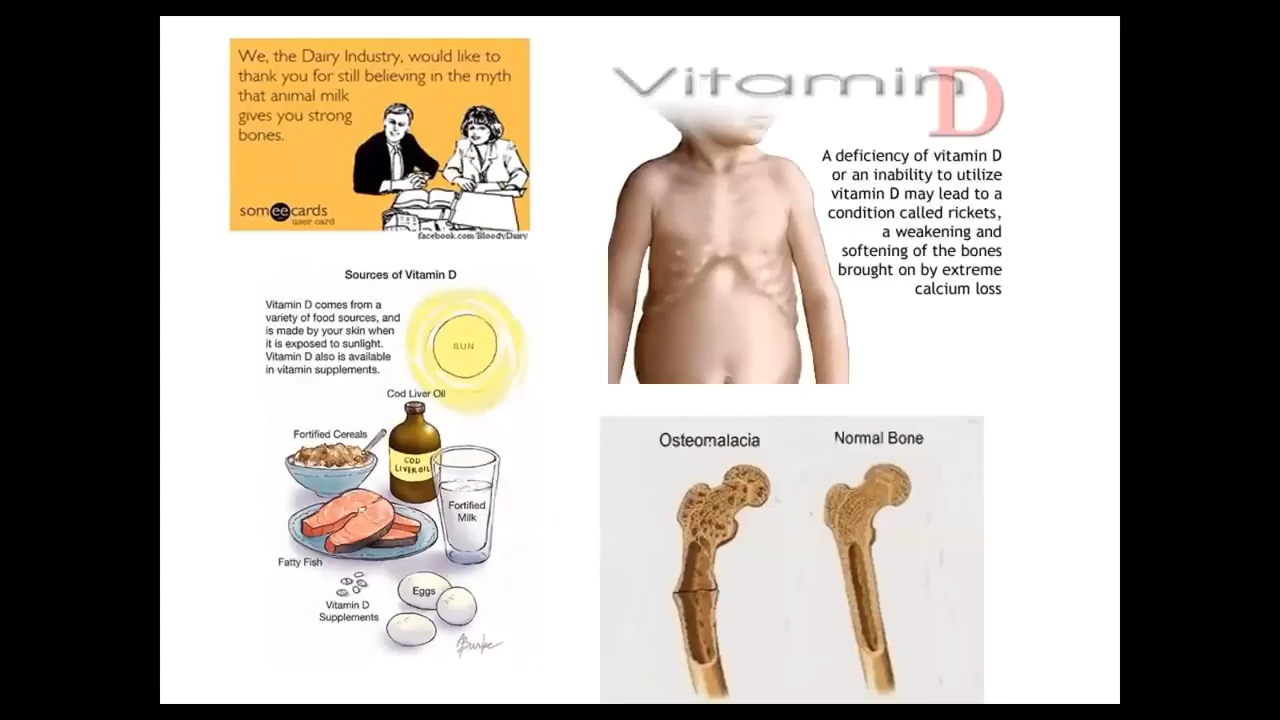 We, the Dairy Industry, would like to
thank you for still believing in the myth
that animal milk
gives you strong
bones.
someecards
user card
facebook.com/BloodyDairy
Sources of Vitamin D
Vitamin D comes from a
variety of food sources, and
is made by your skin when
it is exposed to sunlight.
Vitamin D also is available
in vitamin supplements.
SUN
Cod Liver Oil
Fortified Cereals
COD
LIVER OIL
Fortified
Milk
Fatty Fish
Eggs
Vitamin D
Supplements
Burke
Vitamin D
A deficiency of vitamin D
or an inability to utilize
vitamin D may lead to a
condition called rickets,
a weakening and
softening of the bones
brought on by extreme
calcium loss
Osteomalacia
Normal Bone